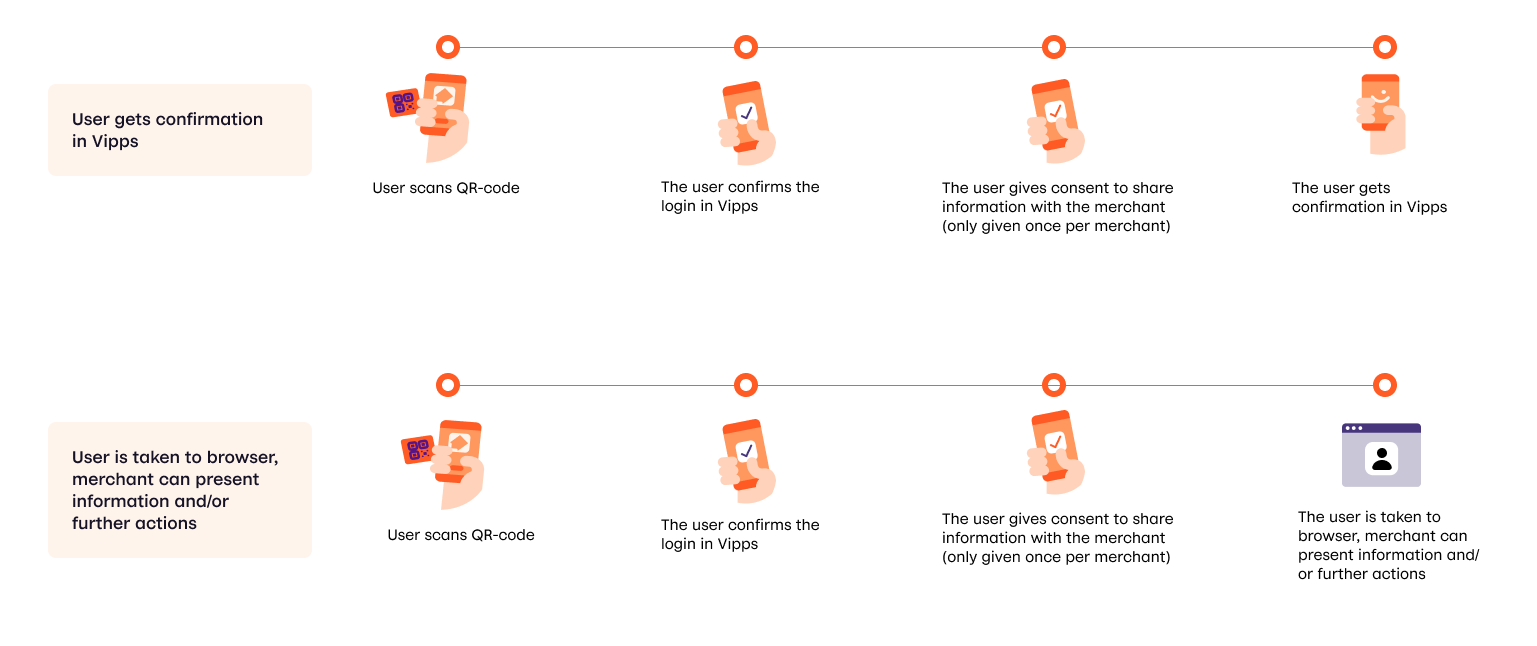 User gets confirmation
in Vipps
User scans QR-code
The user confirms the
login in Vipps
The user gives consent to share
information with the merchant
(only given once per merchant)
The user gets
confirmation in Vipps
User is taken to browser,
merchant can present
information and/or
further actions
User scans QR-code
The user confirms the
login in Vipps
The user gives consent to share
information with the merchant
(only given once per merchant)
The user is taken to
browser, merchant can
present information and/
or further actions